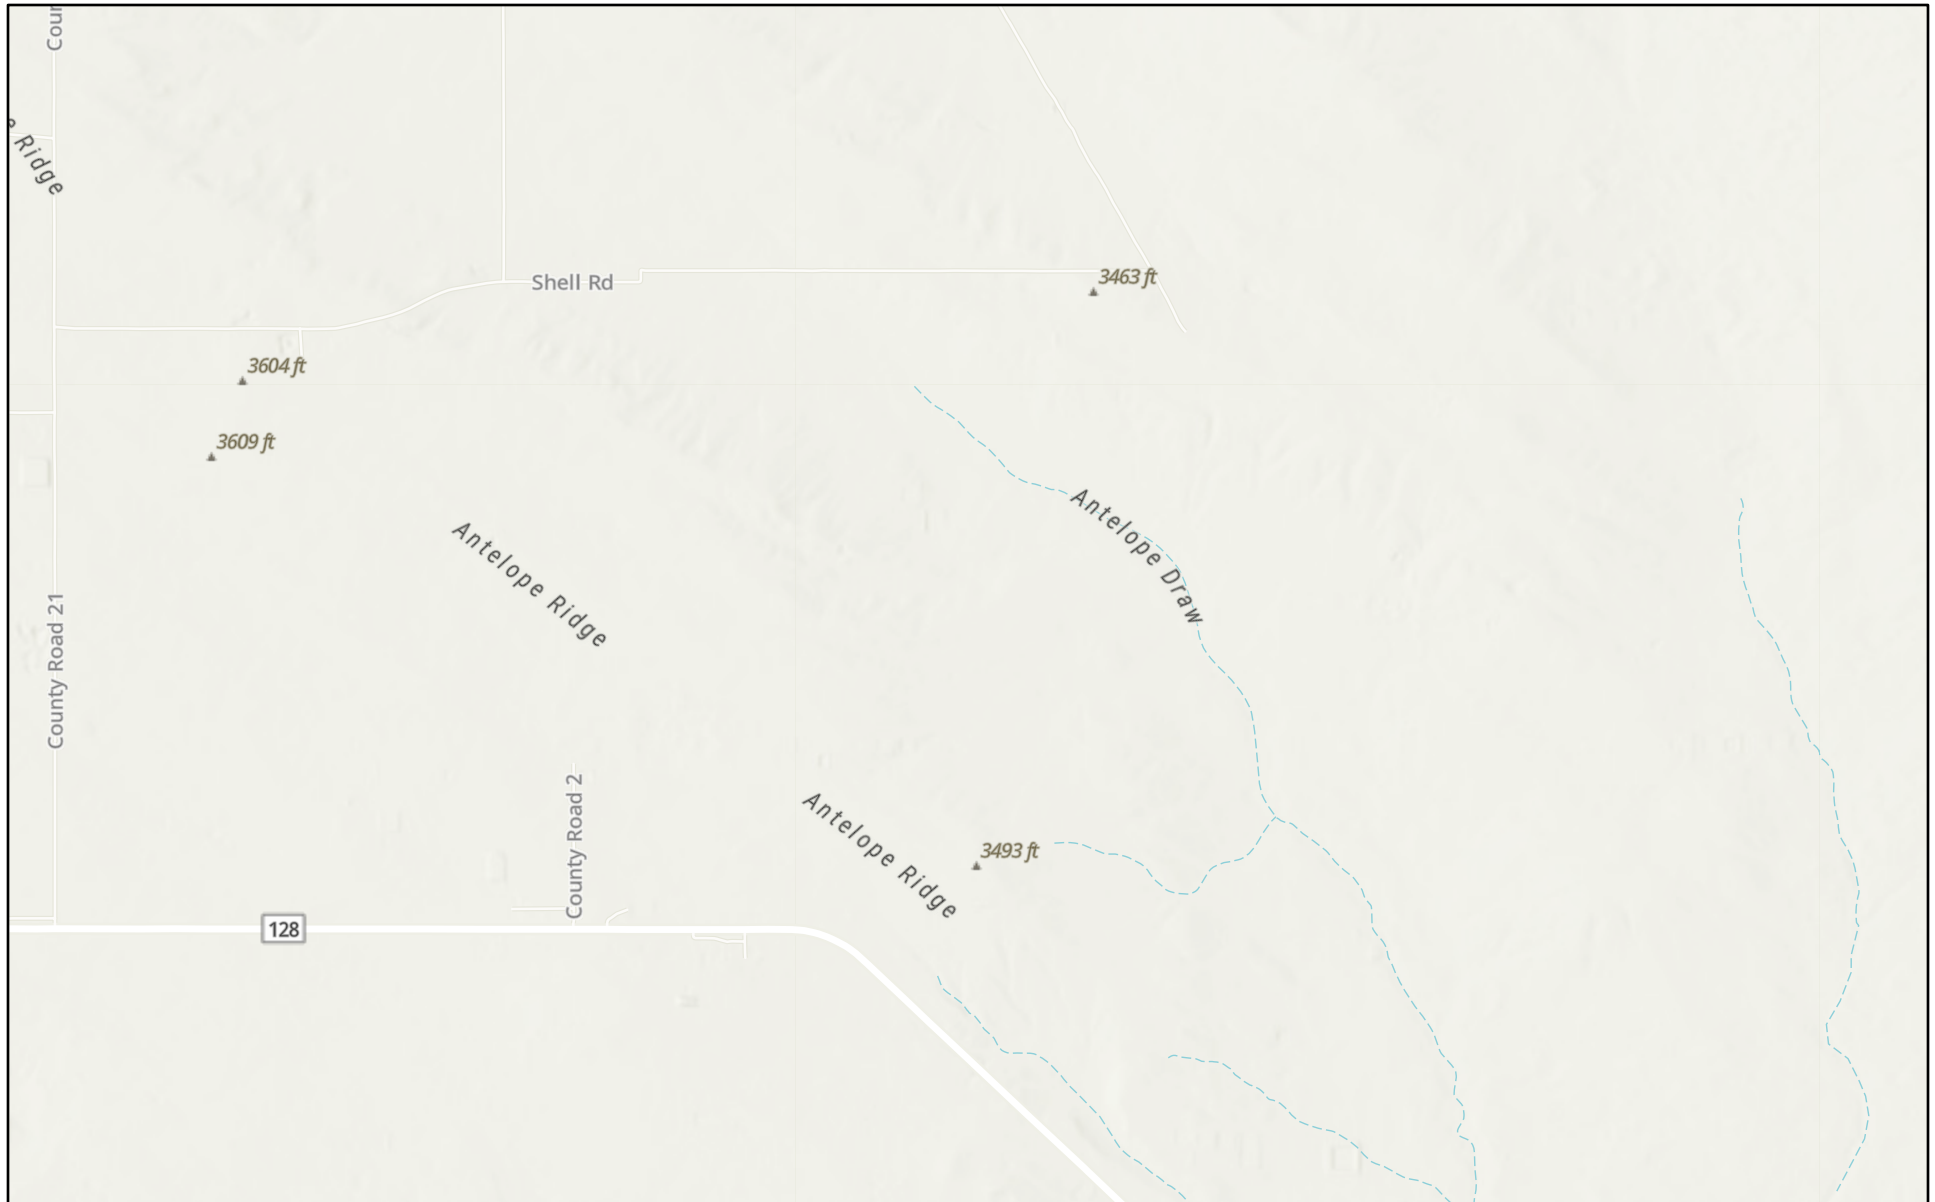 Coun
e Ridge
Shell Rd
3463 ft
3604 ft
3609 ft
Antelope Ridge
Antelope Draw
County Road 21
County Road 2
Antelope Ridge
3493 ft
128